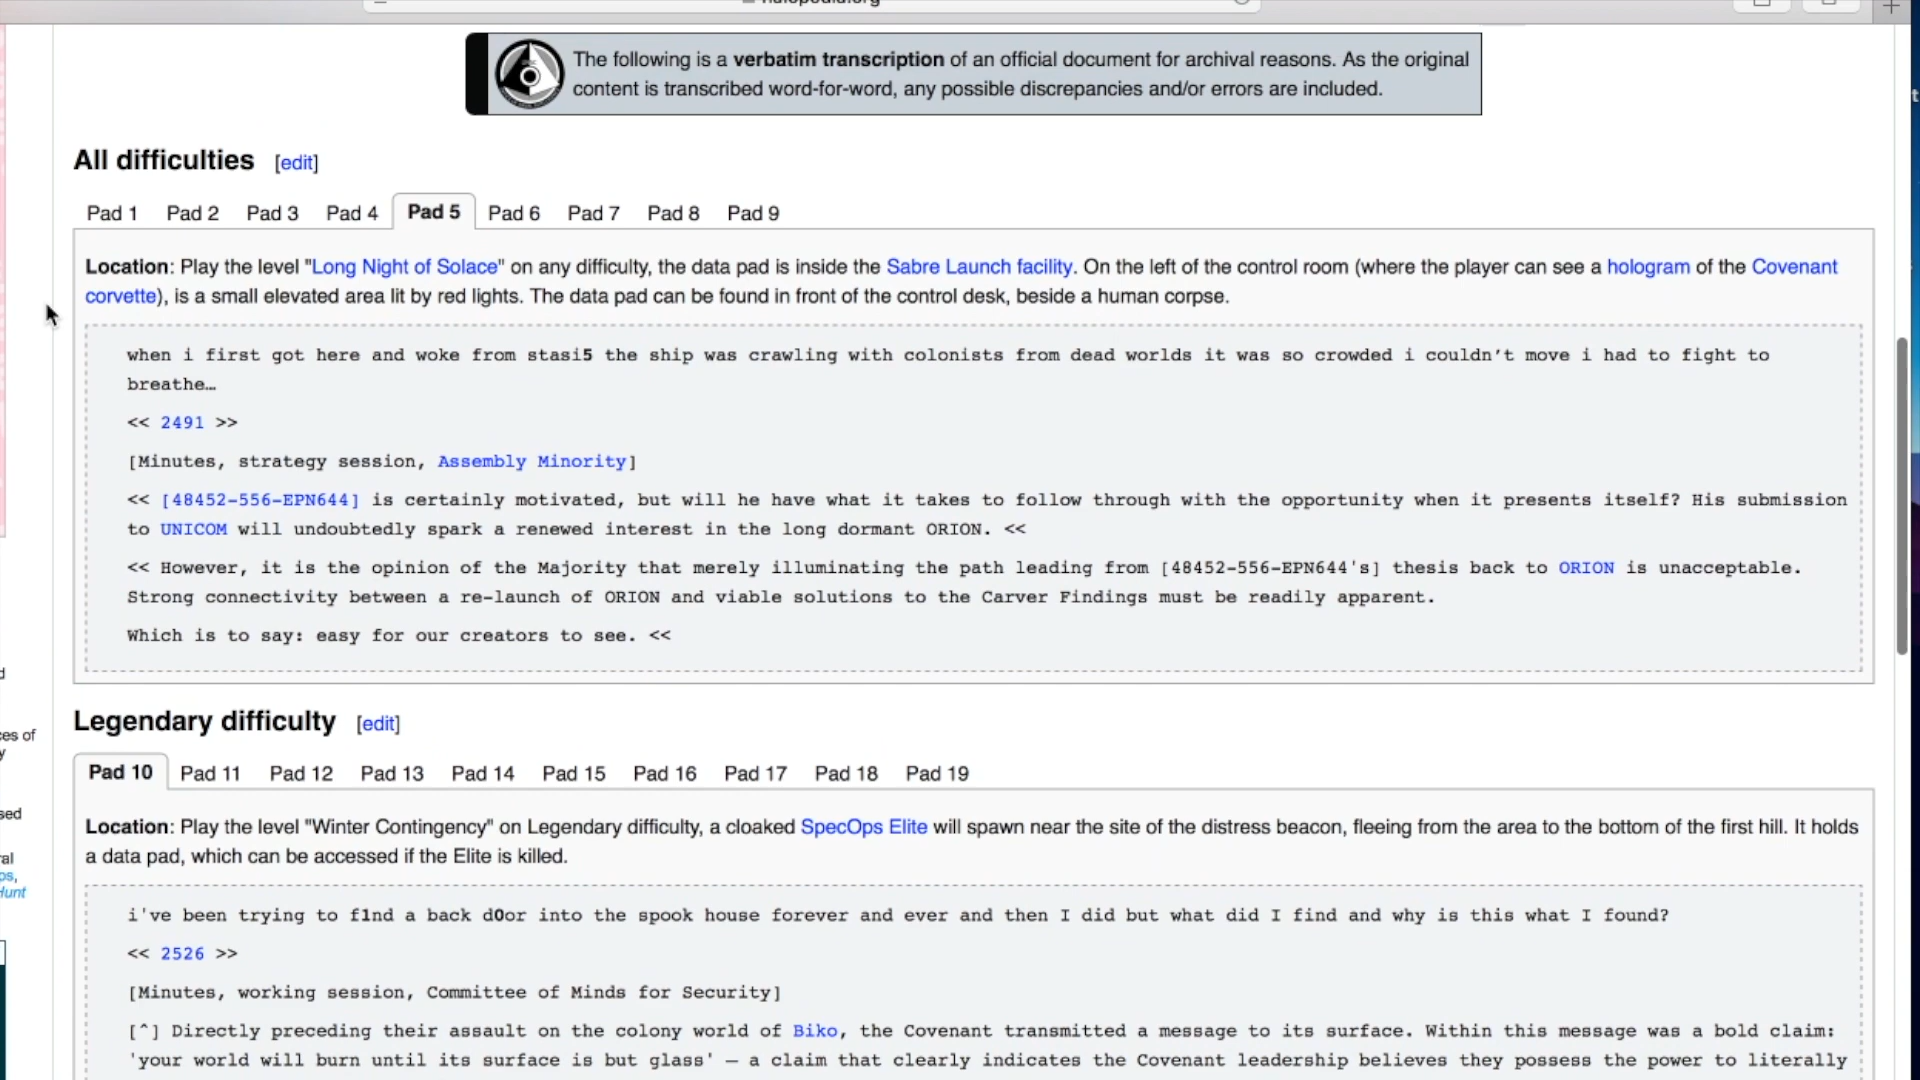 The following is a verbatim transcription of an official document for archival reasons. As the original
content is transcribed word-for-word, any possible discrepancies and/or errors are included.
All difficulties [edit]
Pad 1 Pad 2 Pad 3 Pad 4 Pad 5 Pad 6 Pad 7 Pad 8 Pad 9
Location: Play the level "Long Night of Solace" on any difficulty, the data pad is inside the Sabre Launch facility. On the left of the control room (where the player can see a hologram of the Covenant
corvette), is a small elevated area lit by red lights. The data pad can be found in front of the control desk, beside a human corpse.
when i first got here and woke from stasi5 the ship was crawling with colonists from dead worlds it was so crowded i couldn't move i had to fight to
breathe…
<< 2491 >>
[Minutes, strategy session, Assembly Minority]
<< [48452-556-EPN644] is certainly motivated, but will he have what it takes to follow through with the opportunity when it presents itself? His submission
to UNICOM will undoubtedly spark a renewed interest in the long dormant ORION. <<
<< However, it is the opinion of the Majority that merely illuminating the path leading from [48452-556-EPN644's] thesis back to ORION is unacceptable.
Strong connectivity between a re-launch of ORION and viable solutions to the Carver Findings must be readily apparent.
Which is to say: easy for our creators to see. <<
Legendary difficulty [edit]
Pad 10 Pad 11 Pad 12 Pad 13 Pad 14 Pad 15 Pad 16 Pad 17 Pad 18 Pad 19
Location: Play the level "Winter Contingency" on Legendary difficulty, a cloaked SpecOps Elite will spawn near the site of the distress beacon, fleeing from the area to the bottom of the first hill. It holds
a data pad, which can be accessed if the Elite is killed.
i've been trying to f1nd a back d0or into the spook house forever and ever and then I did but what did I find and why is this what I found?
<< 2526 >>
[Minutes, working session, Committee of Minds for Security]
[^] Directly preceding their assault on the colony world of Biko, the Covenant transmitted a message to its surface. Within this message was a bold claim:
'your world will burn until its surface is but glass' — a claim that clearly indicates the Covenant leadership believes they possess the power to literally